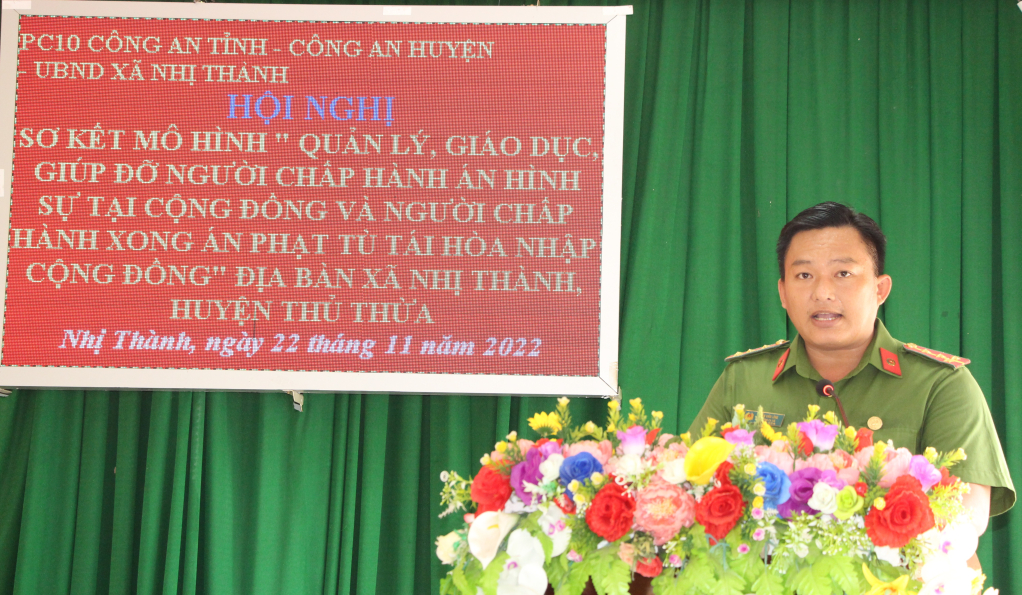 PC10 CÔNG AN TỈNH - CÔNG AN HUYỆN
- UBND XÃ NHỊ THÀNH
HỘI NGHỊ
SƠ KẾT MÔ HÌNH " QUẢN LÝ, GIÁO DỤC,
GIÚP ĐỠ NGƯỜI CHẤP HÀNH ÁN HÌNH
SỰ TẠI CỘNG ĐỒNG VÀ NGƯỜI CHẤP
HÀNH XONG ÁN PHẠT TÙ TÁI HÒA NHẬP
CỘNG ĐỒNG" ĐỊA BÀN XÃ NHỊ THÀNH,
HUYỆN THỦ THỪA
Nhị Thành, ngày 22 tháng 11 năm 2022